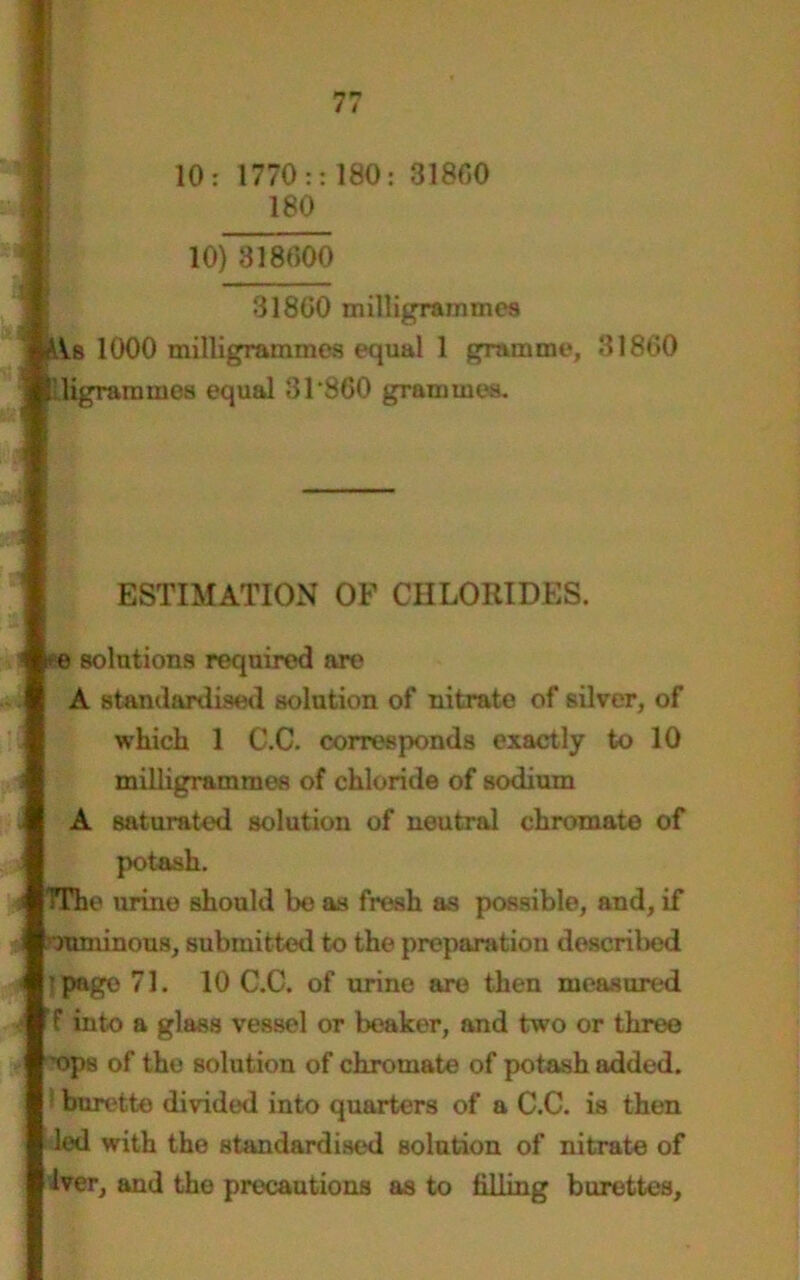 77
10: 1770 :: 180: 31860
180
10) 318600
31860 milligrammes
As 1000 milligrammes equal 1 gramme, 31860
ligrammes equal 31·860 grammes.
ESTIMATION OF CHLORIDES.
e solutions required are
A standardised solution of nitrate of silver, of
which 1 C.C. corresponds exactly to 10
milligrammes of chloride of sodium
A saturated solution of neutral chromate of
potash.
The urine should be as fresh as possible, and, if
uminous, submitted to the preparation described
page 71. 10 C.C. of urine are then measured
f into a glass vessel or beaker, and two or three
ops of the solution of chromate of potash added.
burette divided into quarters of a C.C. is then
led with the standardised solution of nitrate of
lver, and the precautions as to filling burettes,